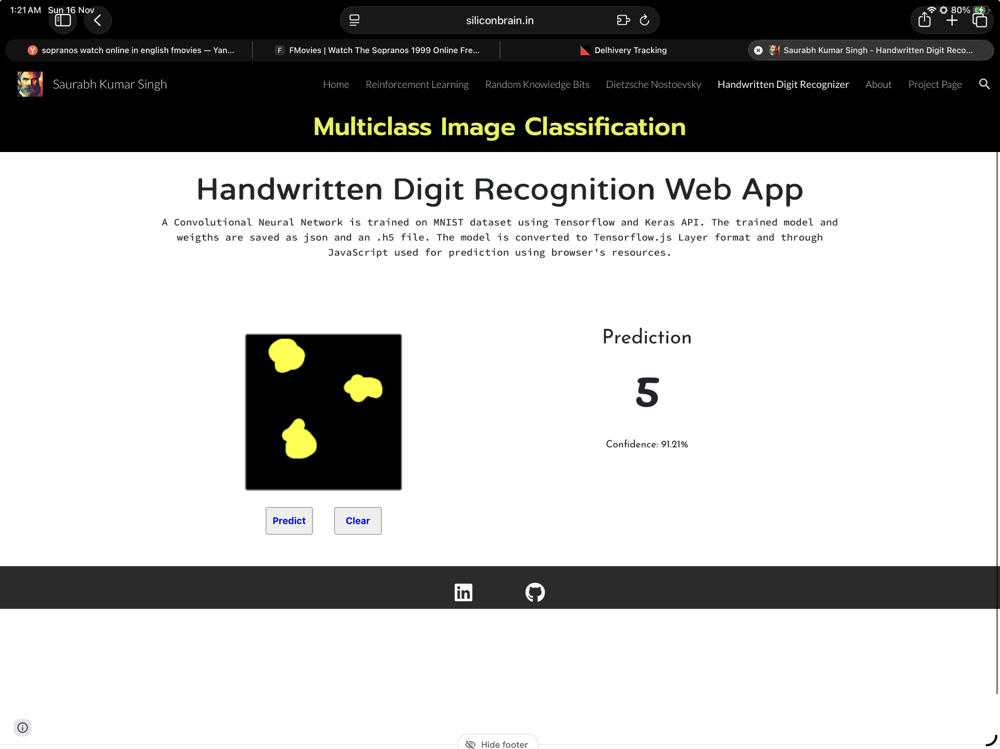 1:21 AM Sun 16 Nov
80%
siliconbrain.in
sopranos watch online in english fmovies — Yan...
F FMovies | Watch The Sopranos 1999 Online Fre...
Delhivery Tracking
Saurabh Kumar Singh - Handwritten Digit Reco...
Saurabh Kumar Singh
Home Reinforcement Learning Random Knowledge Bits Dietzsche Nostoevsky Handwritten Digit Recognizer About Project Page
Multiclass Image Classification
Handwritten Digit Recognition Web App
A Convolutional Neural Network is trained on MNIST dataset using Tensorflow and Keras API. The trained model and
weigths are saved as json and an .h5 file. The model is converted to Tensorflow.js Layer format and through
JavaScript used for prediction using browser's resources.
Prediction
5
Confidence: 91.21%
Predict Clear
in
Hide footer